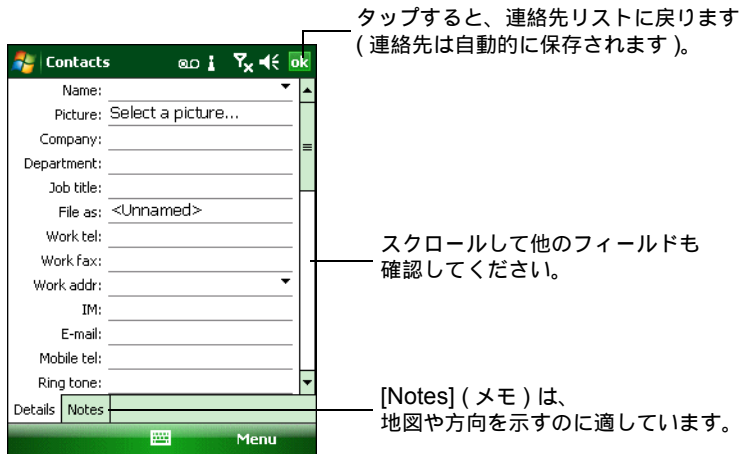 タップすると、連絡先リストに戻ります
( 連絡先は自動的に保存されます )。
Contacts ok
Name:
Picture: Select a picture...
Company:
Department:
Job title:
File as: <Unnamed>
Work tel:
Work fax:
Work addr:
IM:
E-mail:
Mobile tel:
Ring tone:
Details Notes
Menu
スクロールして他のフィールドも
確認してください。
[Notes] ( メモ ) は、
地図や方向を示すのに適しています。